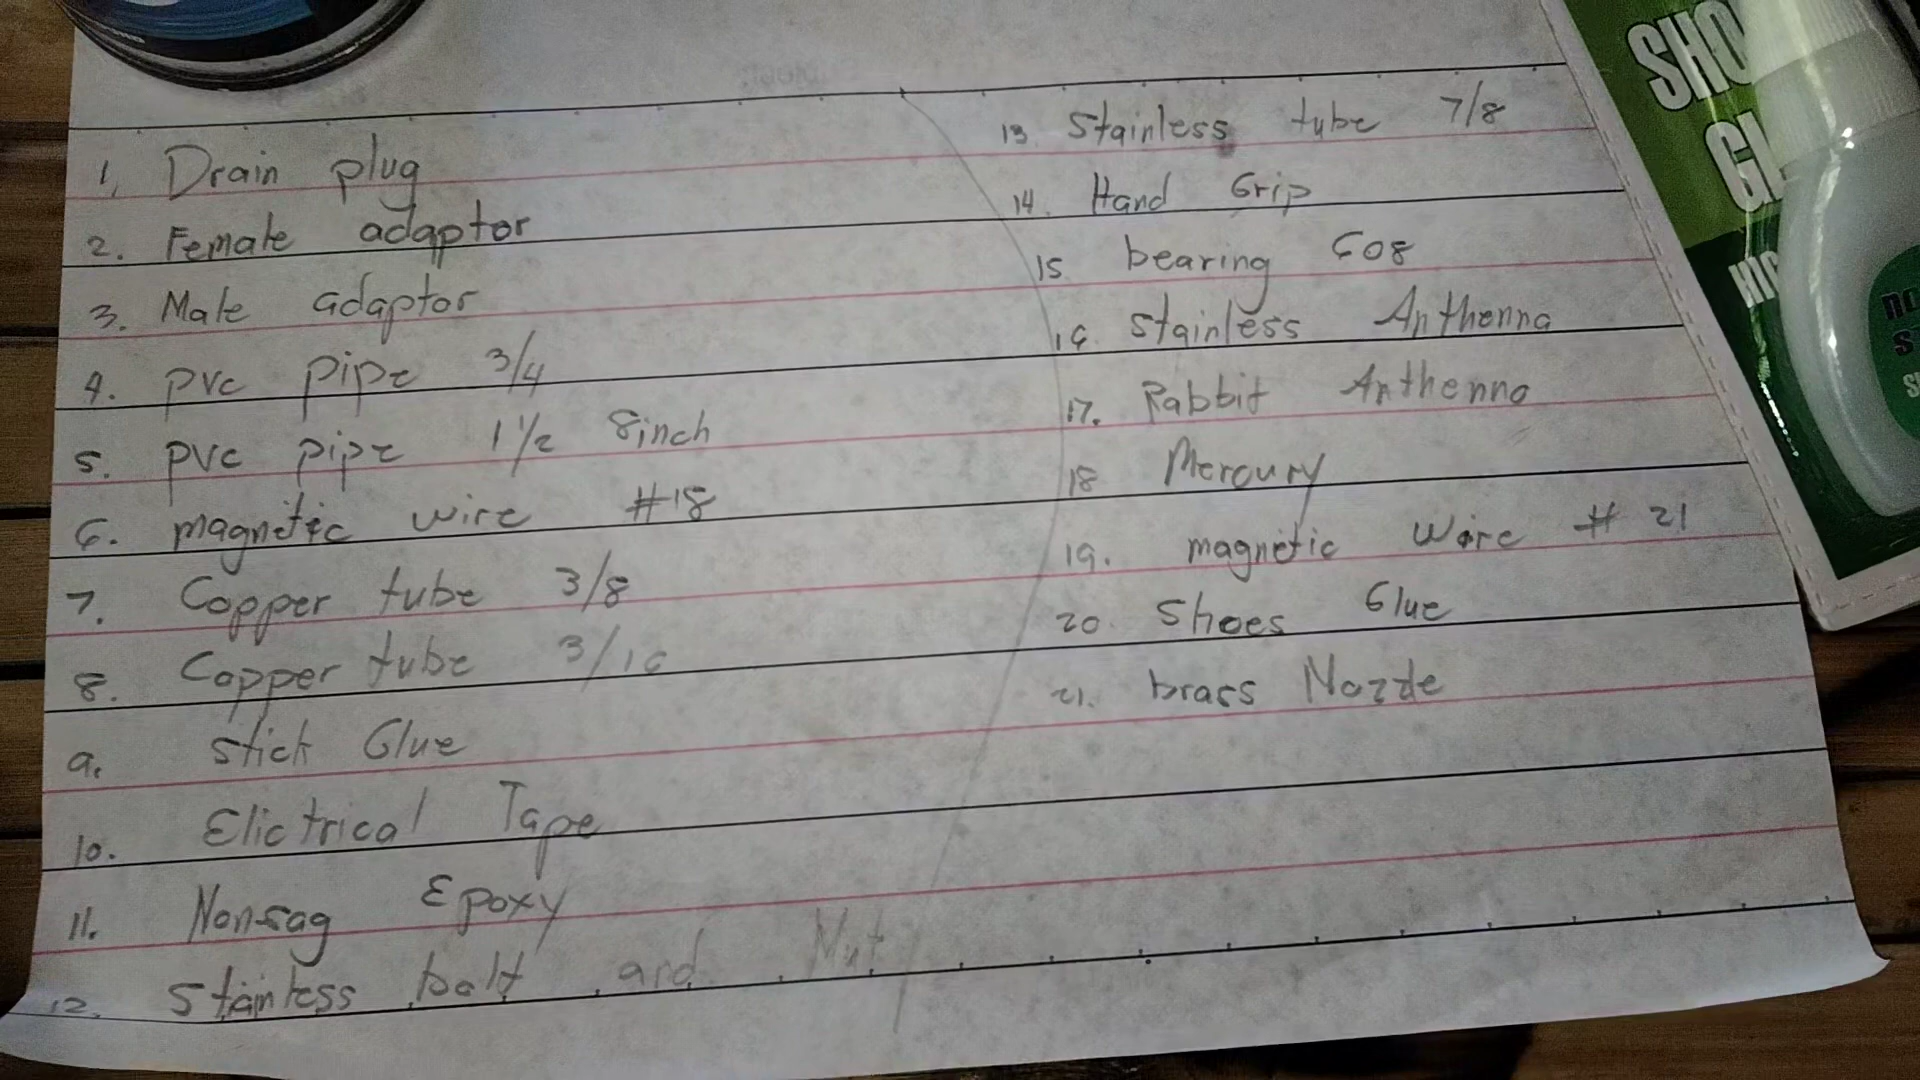 1. Drain plug
2. Female adaptor
3. Male adaptor
4. pvc pipe 3/4
5. pvc pipe 1 1/2 8inch
6. magnetic wire #18
7. Copper tube 3/8
8. Copper tube 3/16
9. stick Glue
10. Elictrical Tape
11. Nonsag Epoxy
12. Stainless bolt and Nut
13 Stainless tube 7/8
14. Hand Grip
15 bearing 608
16. Stainless Anthenna
17. Rabbit Anthenna
18 Mercury
19. magnetic Wire # 21
20. Shoes Glue
21. brass Nozzle
SHO
GL